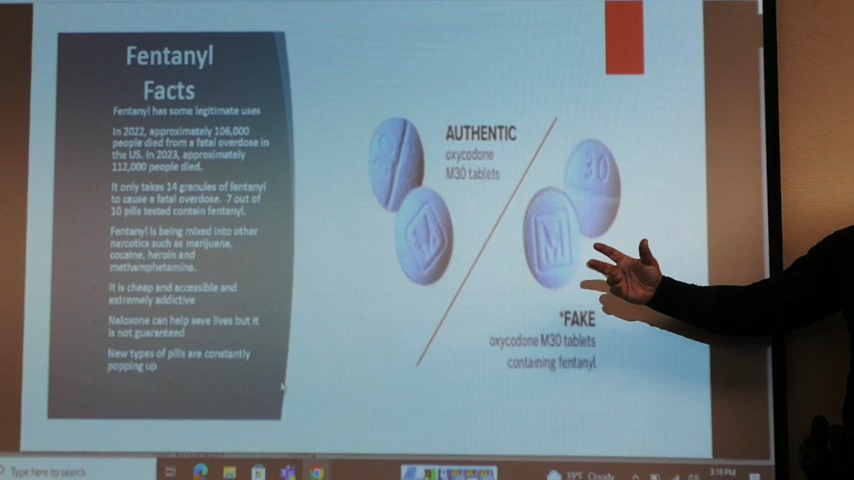 Fentanyl
Facts
Fentanyl has some legitimate uses
In 2022, approximately 106,000
people died from a fatal overdose in
the US. In 2023, approximately
112,000 people died.
It only takes 14 granules of fentanyl
to cause a fatal overdose. 7 out of
10 pills tested contain fentanyl.
Fentanyl is being mixed into other
narcotics such as marijuana,
cocaine, heroin and
methamphetamine.
It is cheap and accessible and
extremely addictive
Naloxone can help save lives but it
is not guaranteed
New types of pills are constantly
popping up
AUTHENTIC
oxycodone
M30 tablets
M
30
M
*FAKE
oxycodone M30 tablets
containing fentanyl
Type here to search
39°F Cloudy
3:19 PM